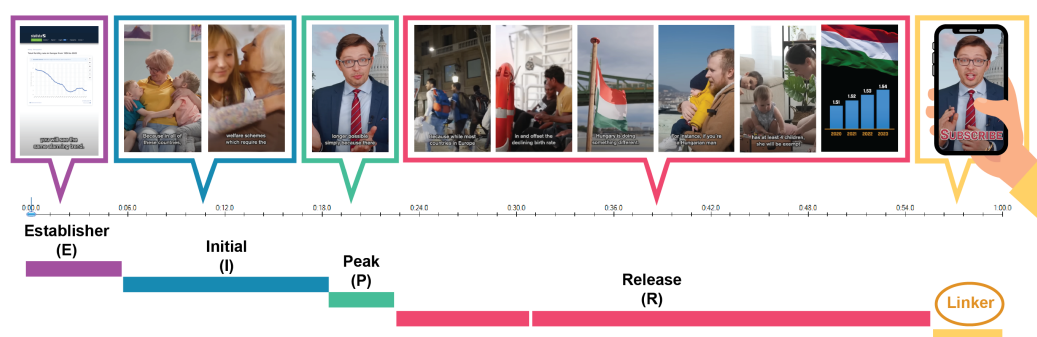 statista
you will see the
same alarming trend.
Because in all of
these countries
welfare schemes
which require the
longer possible
simply because there
Because while most
countries in Europe
in and offset the
declining birth rate
Hungary is doing
something different.
For instance, if you're
a Hungarian man
has at least 4 children
she will be exempt
1.51
1.52
1.53
1.54
2020
2021
2022
2023
SUBSCRIBE
0:00.0
0:06.0
0:12.0
0:18.0
0:24.0
0:30.0
0:36.0
0:42.0
0:48.0
0:54.0
1:00.0
Establisher
(E)
Initial
(I)
Peak
(P)
Release
(R)
Linker